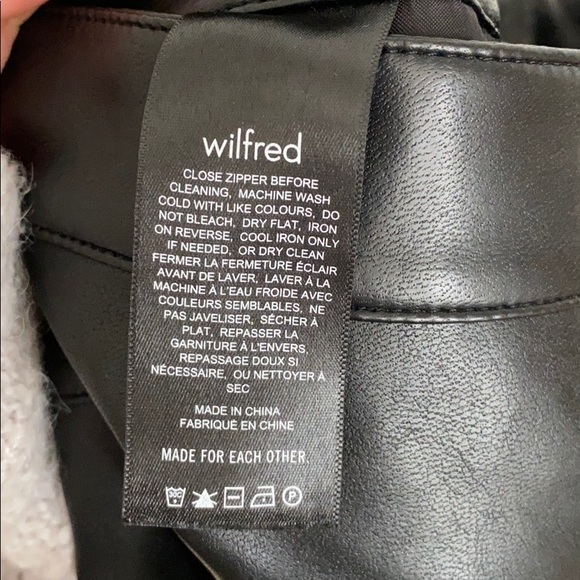 wilfred
CLOSE ZIPPER BEFORE
CLEANING, MACHINE WASH
COLD WITH LIKE COLOURS, DO
NOT BLEACH, DRY FLAT, IRON
ON REVERSE, COOL IRON ONLY
IF NEEDED, OR DRY CLEAN
FERMER LA FERMETURE ÉCLAIR
AVANT DE LAVER, LAVER À LA
MACHINE À L'EAU FROIDE AVEC
COULEURS SEMBLABLES, NE
PAS JAVELISER, SÉCHER À
PLAT, REPASSER LA
GARNITURE À L'ENVERS,
REPASSAGE DOUX SI
NÉCESSAIRE, OU NETTOYER À
SEC
MADE IN CHINA
FABRIQUÉ EN CHINE
MADE FOR EACH OTHER.
30C P